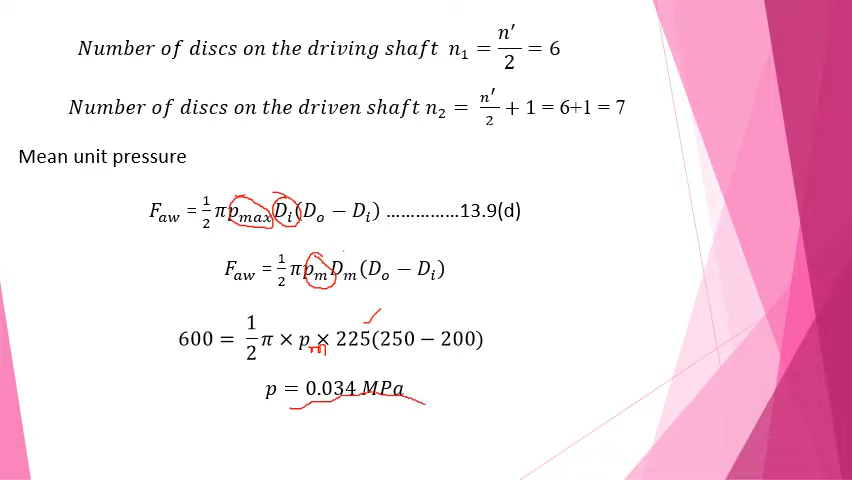 Number of discs on the driving shaft n₁ = n′/2 = 6
Number of discs on the driven shaft n₂ = n′/2 + 1 = 6+1 = 7
Mean unit pressure
F_aw = 1/2 πp_max D_i(D_o − D_i) ……………13.9(d)
F_aw = 1/2 πp_m D_m(D_o − D_i)
600 = 1/2 π × p_m × 225(250 − 200)
p = 0.034 MPa